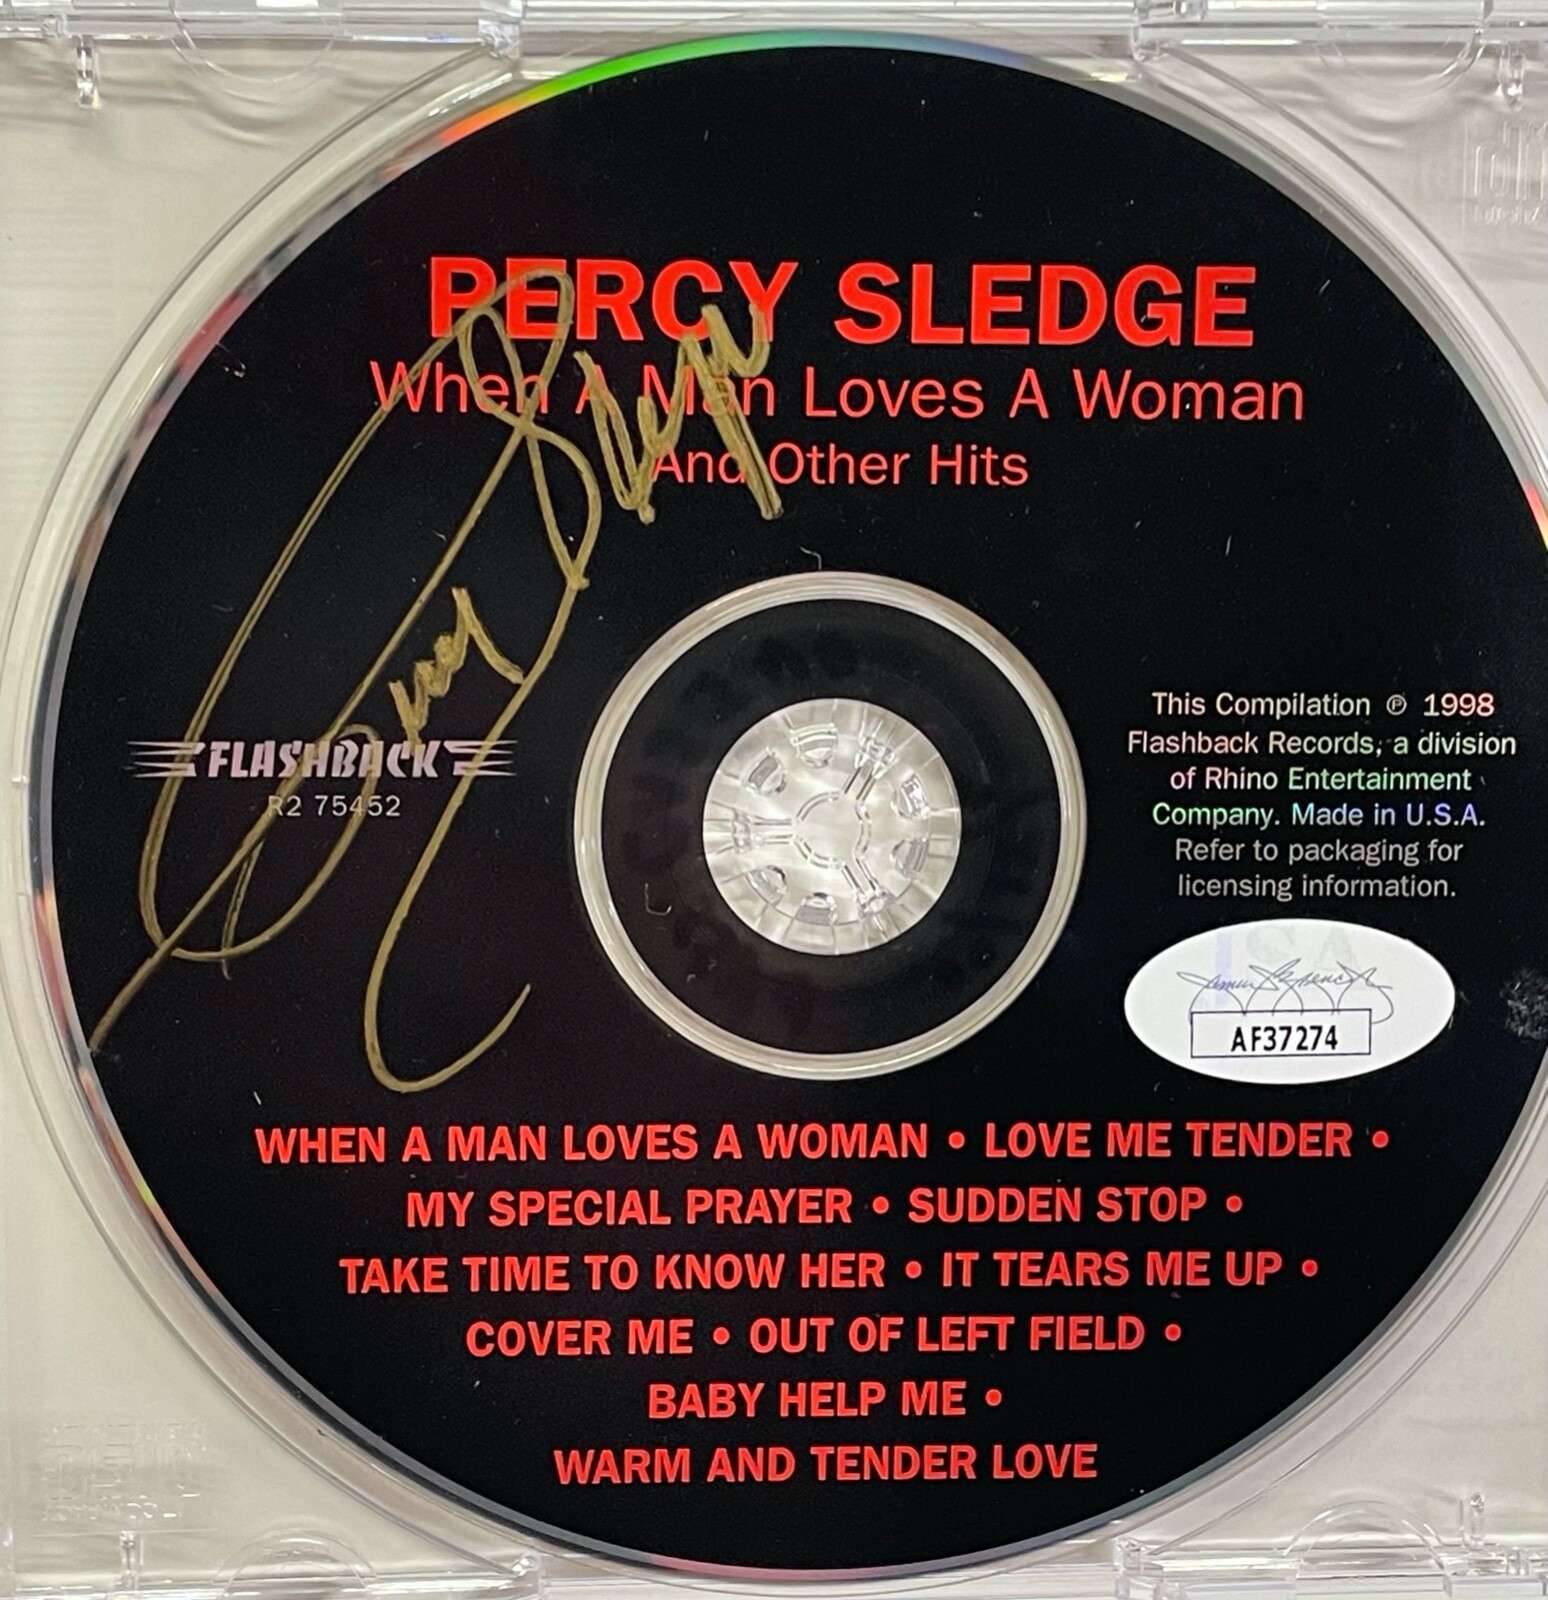 PERCY SLEDGE
When A Man Loves A Woman
And Other Hits
FLASHBACK
R2 75452
This Compilation ℗ 1998
Flashback Records, a division
of Rhino Entertainment
Company. Made in U.S.A.
Refer to packaging for
licensing information.
AF37274
WHEN A MAN LOVES A WOMAN • LOVE ME TENDER •
MY SPECIAL PRAYER • SUDDEN STOP •
TAKE TIME TO KNOW HER • IT TEARS ME UP •
COVER ME • OUT OF LEFT FIELD •
BABY HELP ME •
WARM AND TENDER LOVE